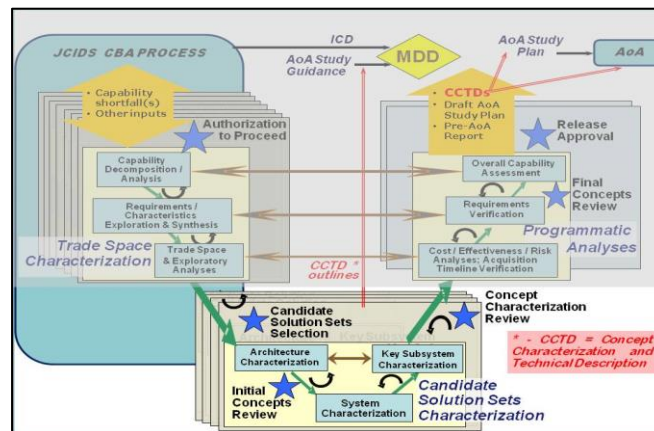 JCIDS CBA PROCESS
ICD
AoA Study
Guidance
MDD
AoA Study
Plan
AoA
• Capability
shortfall(s)
• Other inputs
Authorization
to Proceed
• CCTDs
• Draft AoA
Study Plan
• Pre-AoA
Report
Release
Approval
Capability
Decomposition /
Analysis
Overall Capability
Assessment
Final
Concepts
Review
Requirements /
Characteristics
Exploration & Synthesis
Requirements
Verification
Programmatic
Analyses
Trade Space
Characterization
Trade Space
& Exploratory
Analyses
Cost / Effectiveness / Risk
Analyses; Acquisition
Timeline Verification
CCTD *
outlines
Candidate
Solution Sets
Selection
Concept
Characterization
Review
* - CCTD = Concept
Characterization and
Technical Description
Architecture
Characterization
Key Subsystem
Characterization
Initial
Concepts
Review
System
Characterization
Candidate
Solution Sets
Characterization